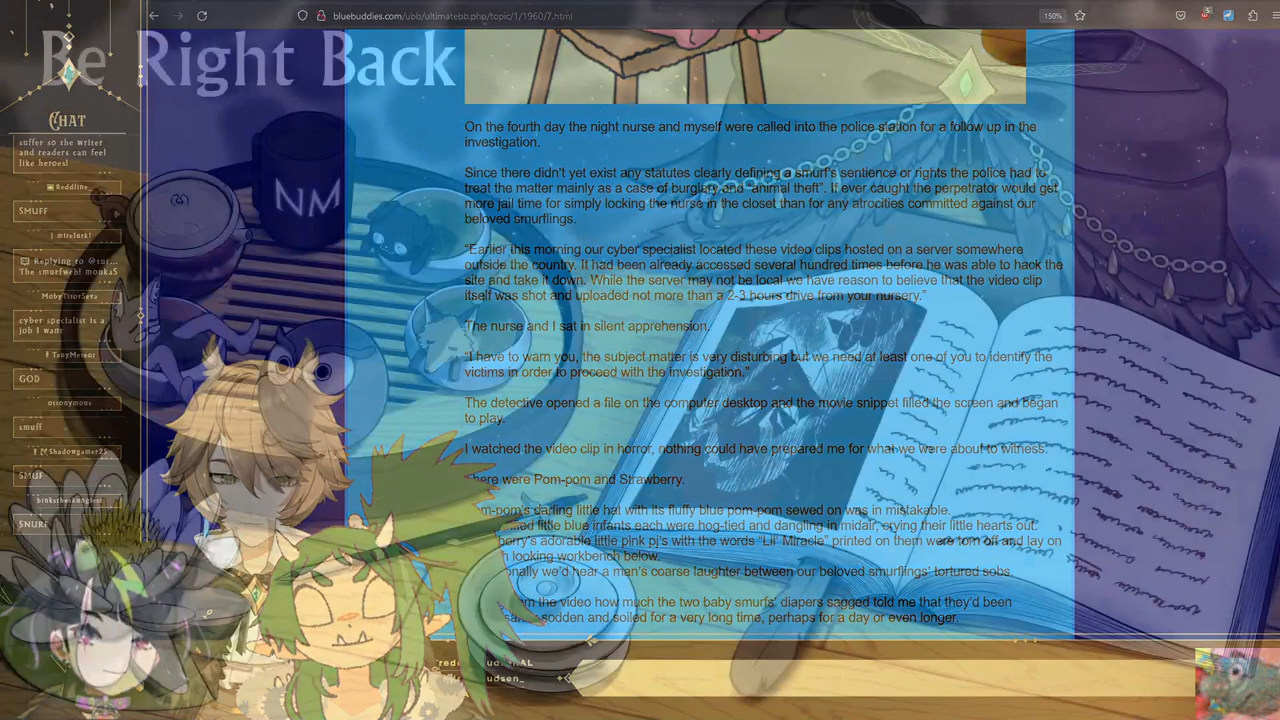 bluebuddies.com/ubb/ultimatebb.php/topic/1/1960/7.html
150%
Be Right Back
CHAT
suffer so the writer
and readers can feel
like heroes!
Reddline_
SMUFF
mirelurk!
Replying to
The smurfweb! monkaS
cyber specialist is a
job I want
TanyMeteor
GOD
smuff
Shadowgamer25
SMUF
SNURF
NM
On the fourth day the night nurse and myself were called into the police station for a follow up in the
investigation.
Since there didn't yet exist any statutes clearly defining a smurf's sentience or rights the police had to
treat the matter mainly as a case of burglary and "animal theft". If ever caught the perpetrator would get
more jail time for simply locking the nurse in the closet than for any atrocities committed against our
beloved smurflings.
"Earlier this morning our cyber specialist located these video clips hosted on a server somewhere
outside the country. It had been already accessed several hundred times before he was able to hack the
site and take it down. While the server may not be local we have reason to believe that the video clip
itself was shot and uploaded not more than a 2-3 hours drive from your nursery."
The nurse and I sat in silent apprehension.
"I have to warn you, the subject matter is very disturbing but we need at least one of you to identify the
victims in order to proceed with the investigation."
The detective opened a file on the computer desktop and the movie snippet filled the screen and began
to play.
I watched the video clip in horror, nothing could have prepared me for what we were about to witness.
here were Pom-pom and Strawberry.
m-pom's darling little hat with its fluffy blue pom-pom sewed on was in mistakable.
little blue infants each were hog-tied and dangling in midair, crying their little hearts out.
berry's adorable little pink pj's with the words "Lil' Miracle" printed on them were torn off and lay on
looking workbench below.
onally we'd hear a man's coarse laughter between our beloved smurflings' tortured sobs.
the video how much the two baby smurfs' diapers sagged told me that they'd been
sodden and soiled for a very long time, perhaps for a day or even longer.